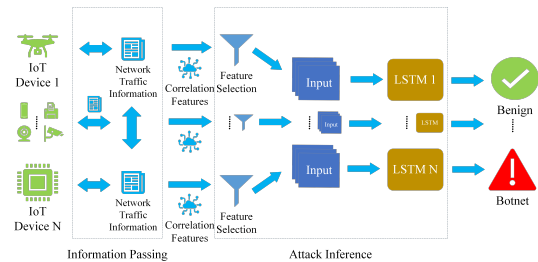 IoT
Device 1
Network
Traffic
Information
Correlation
Features
Feature
Selection
Input
LSTM 1
Benign
Input
LSTM
IoT
Device N
Network
Traffic
Information
Correlation
Features
Feature
Selection
Input
LSTM N
Botnet
Information Passing
Attack Inference